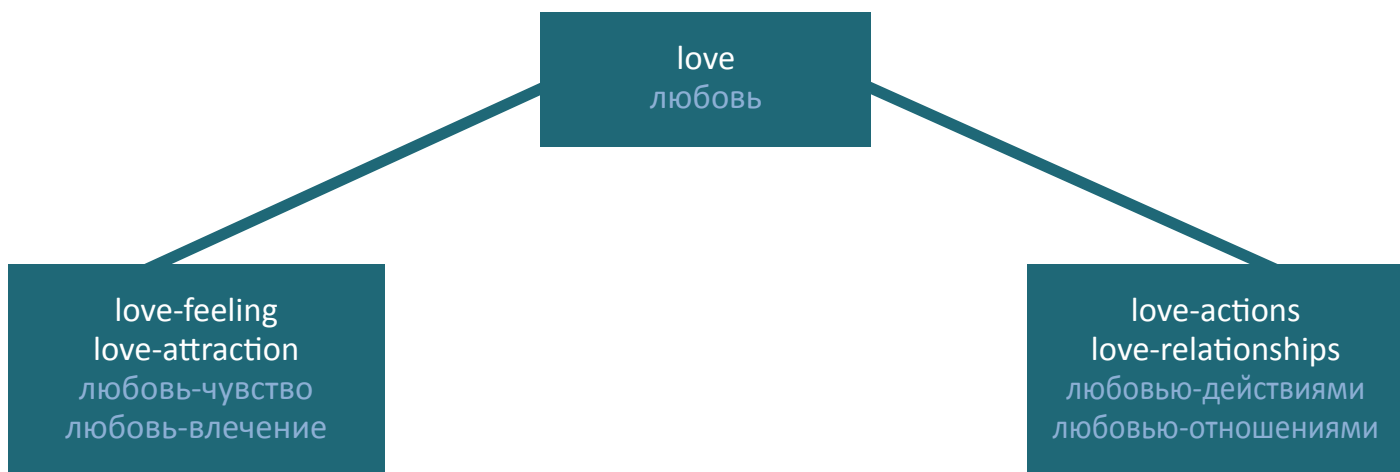 love
любовь
love-feeling
love-attraction
любовь-чувство
любовь-влечение
love-actions
love-relationships
любовью-действиями
любовью-отношениями